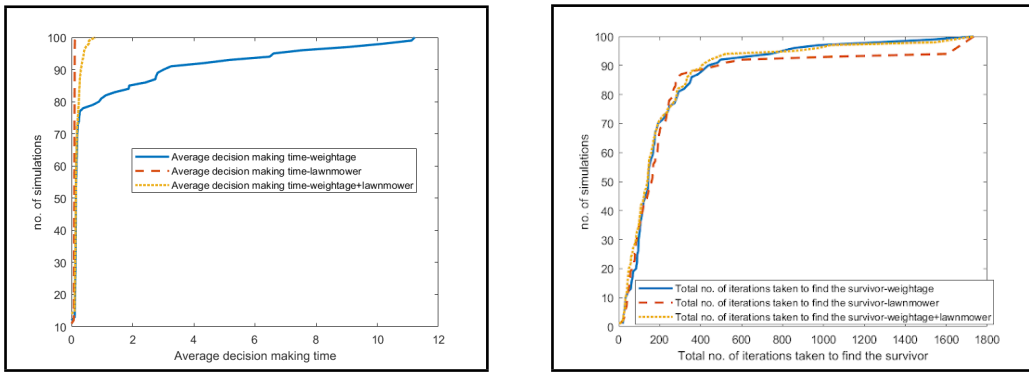 100
90
80
70
60
50
40
30
20
10
no. of simulations
Average decision making time-weightage
Average decision making time-lawnmower
Average decision making time-weightage+lawnmower
0 2 4 6 8 10 12
Average decision making time
100
90
80
70
60
50
40
30
20
10
0
no. of simulations
Total no. of iterations taken to find the survivor-weightage
Total no. of iterations taken to find the survivor-lawnmower
Total no. of iterations taken to find the survivor-weightage+lawnmower
0 200 400 600 800 1000 1200 1400 1600 1800
Total no. of iterations taken to find the survivor